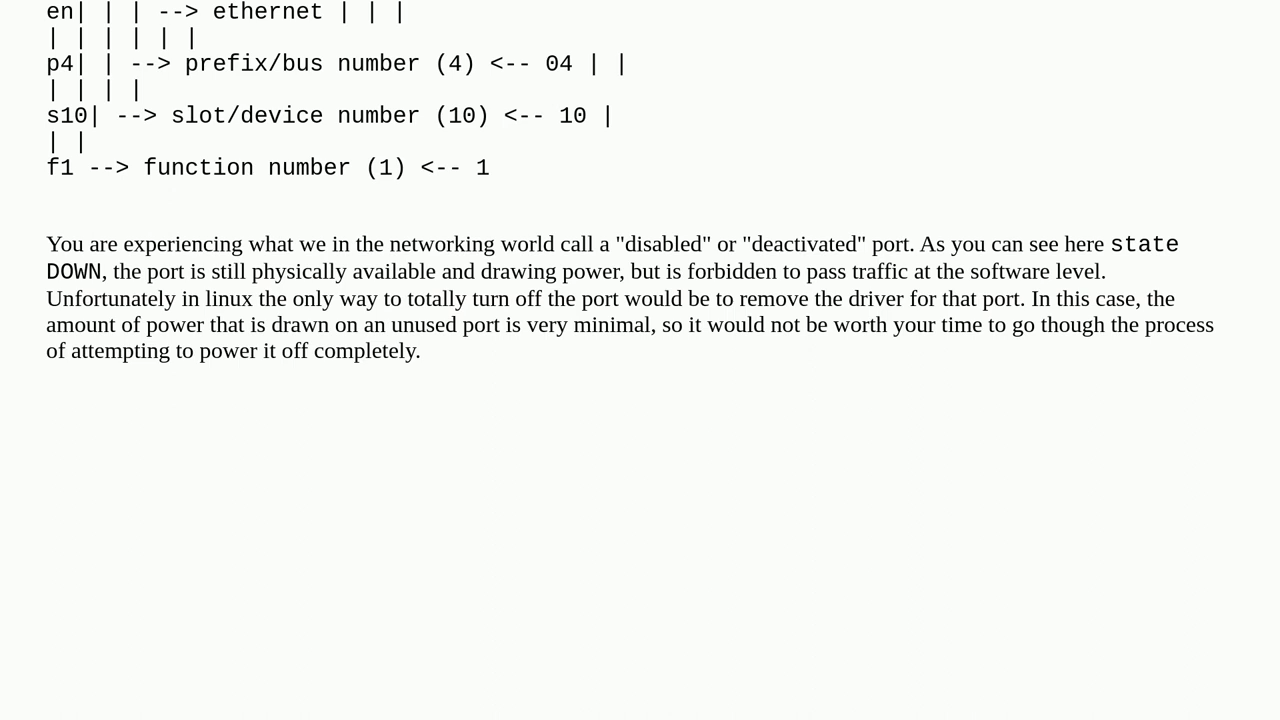 en| | | --> ethernet | | |
| | | | | |
p4| | --> prefix/bus number (4) <-- 04 | |
| | | |
s10| --> slot/device number (10) <-- 10 |
| |
f1 --> function number (1) <-- 1
You are experiencing what we in the networking world call a "disabled" or "deactivated" port. As you can see here state
DOWN, the port is still physically available and drawing power, but is forbidden to pass traffic at the software level.
Unfortunately in linux the only way to totally turn off the port would be to remove the driver for that port. In this case, the
amount of power that is drawn on an unused port is very minimal, so it would not be worth your time to go though the process
of attempting to power it off completely.